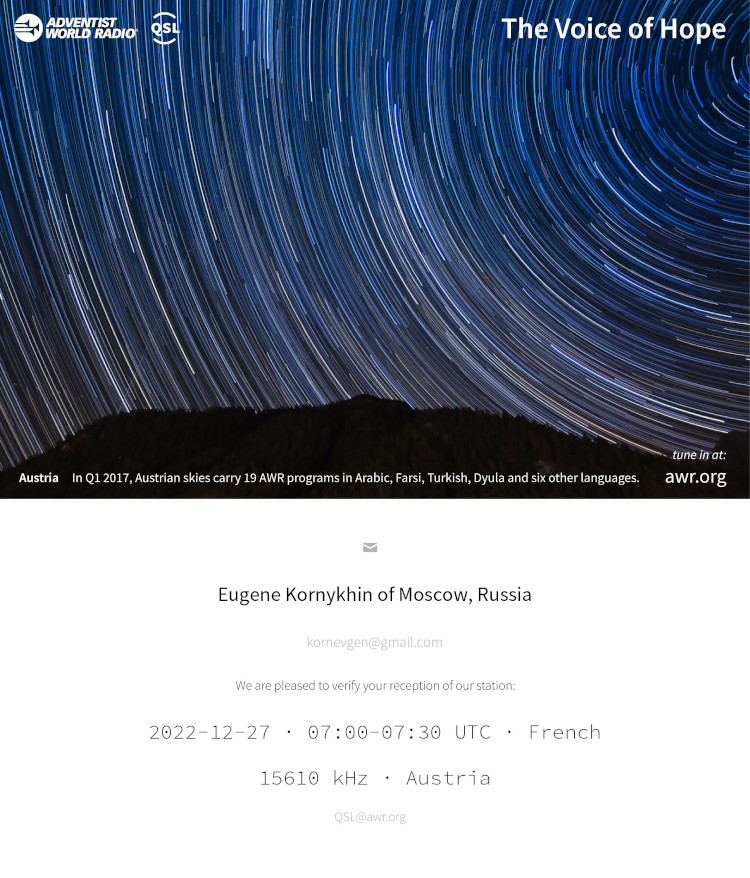 ADVENTIST
WORLD RADIO
QSL
The Voice of Hope
tune in at:
Austria In Q1 2017, Austrian skies carry 19 AWR programs in Arabic, Farsi, Turkish, Dyula and six other languages.
awr.org
Eugene Kornykhin of Moscow, Russia
kornevgen@gmail.com
We are pleased to verify your reception of our station:
2022-12-27 · 07:00-07:30 UTC · French
15610 kHz · Austria
QSL@awr.org